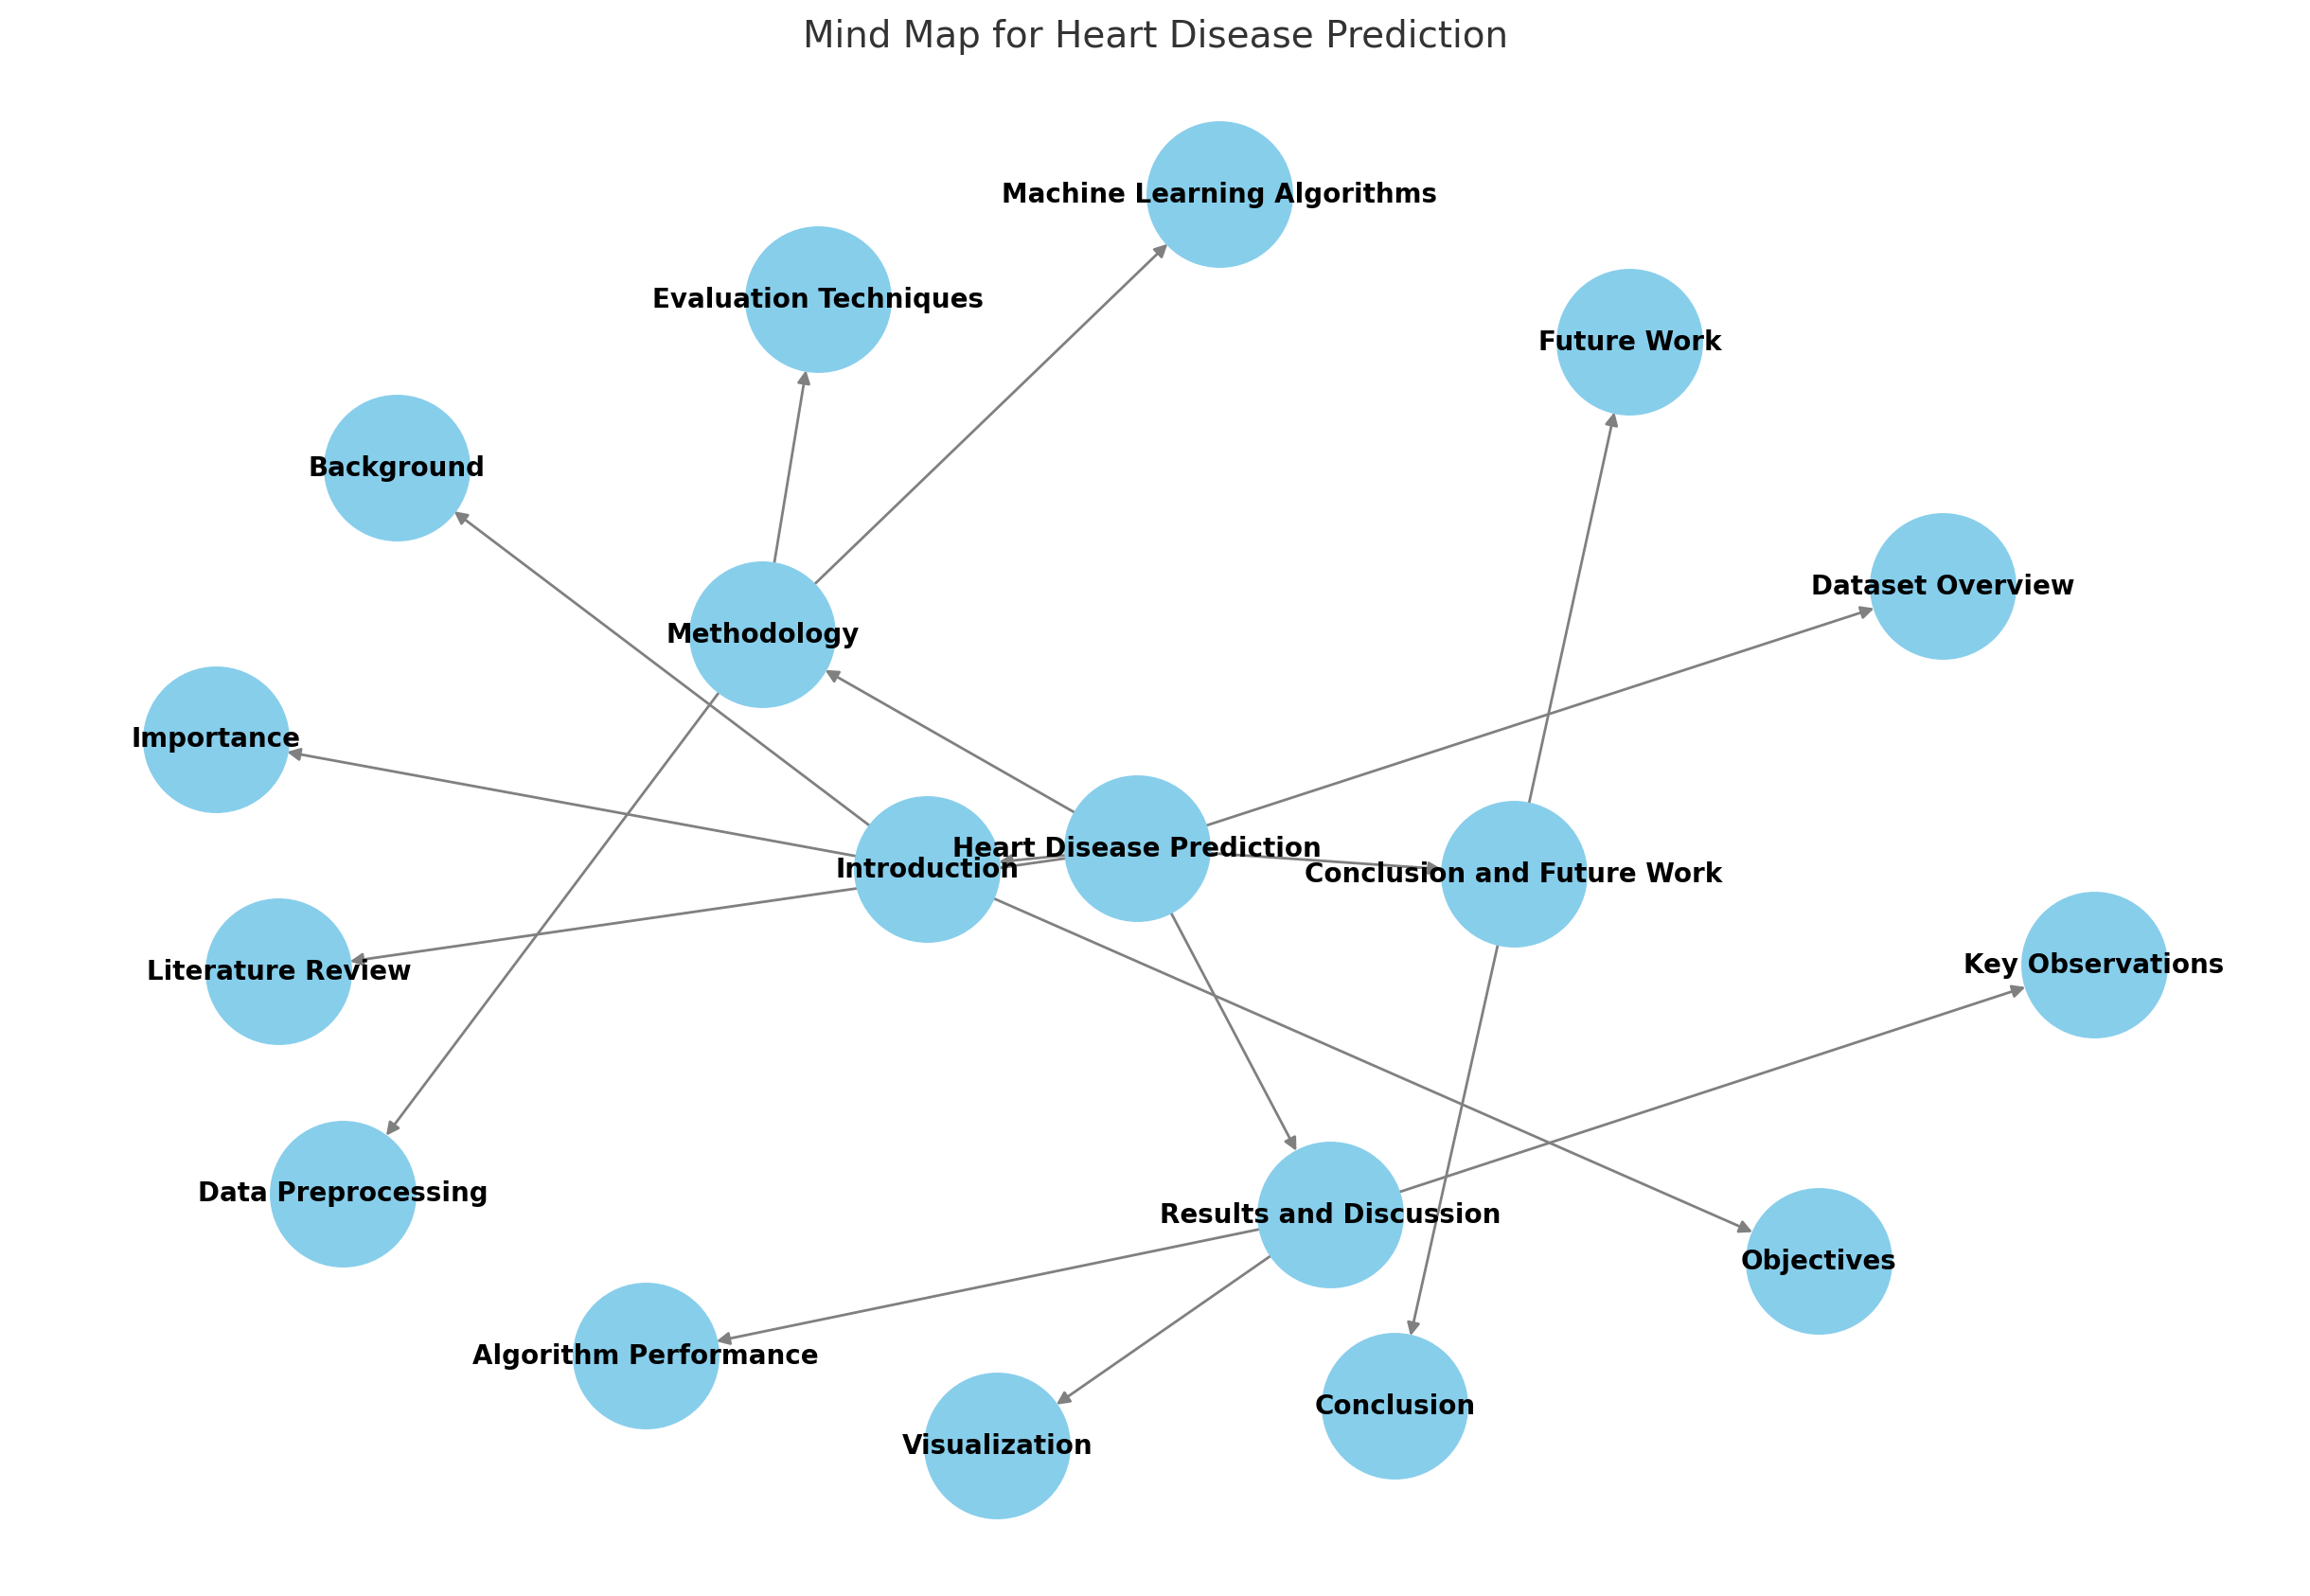 Mind Map for Heart Disease Prediction
Machine Learning Algorithms
Evaluation Techniques
Future Work
Background
Dataset Overview
Methodology
Importance
Heart Disease Prediction
Introduction
Conclusion and Future Work
Key Observations
Literature Review
Data Preprocessing
Results and Discussion
Objectives
Algorithm Performance
Conclusion
Visualization